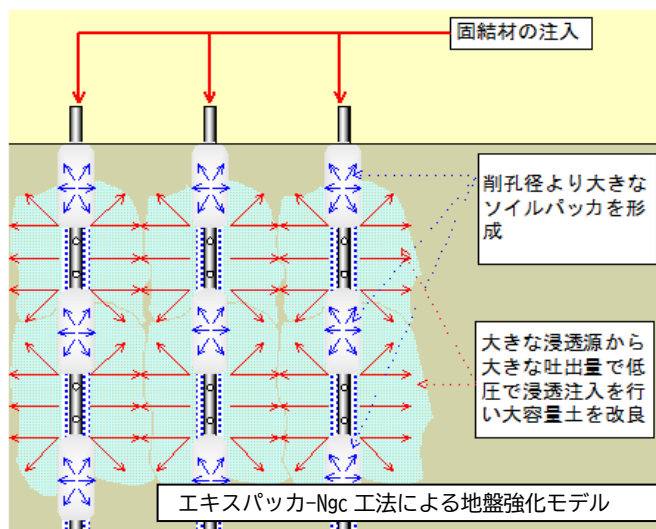 固結材の注入
削孔径より大きな
ソイルパッカを形
成
大きな浸透源から
大きな吐出量で低
圧で浸透注入を行
い大容量土を改良
エキスパッカ-Ngc 工法による地盤強化モデル